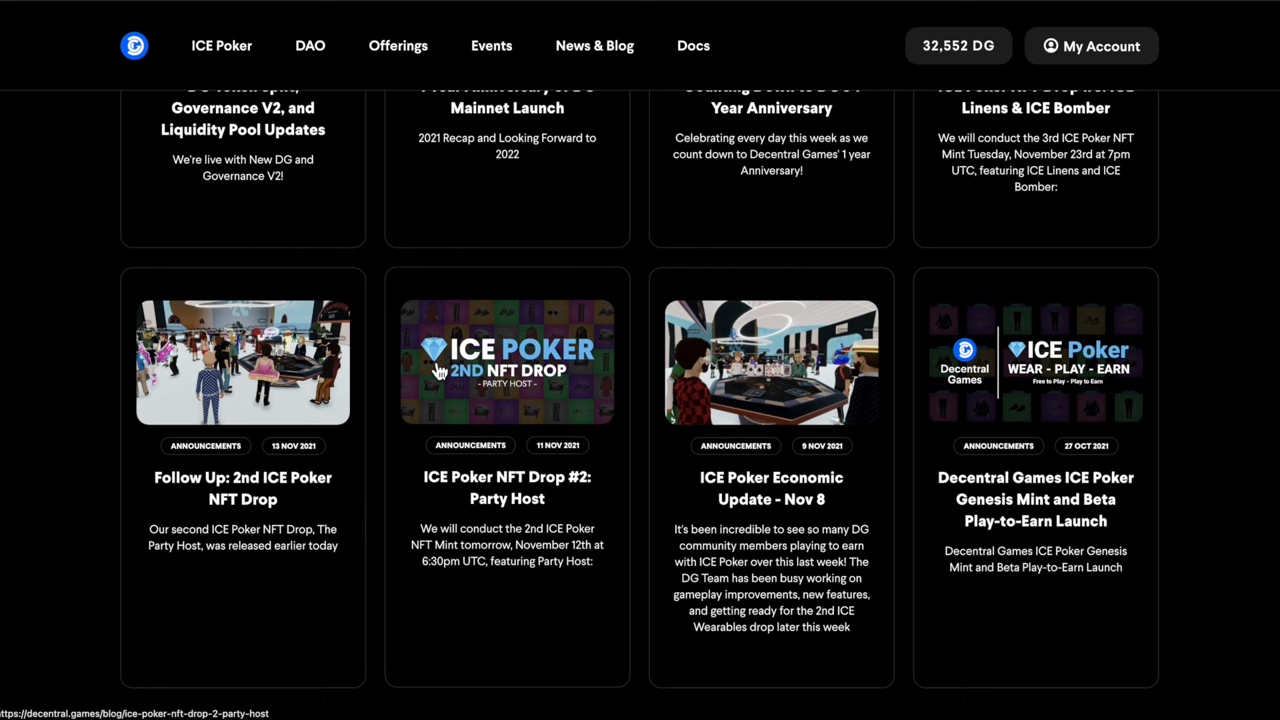 ICE Poker
DAO
Offerings
Events
News & Blog
Docs
32,552 DG
My Account
Governance V2, and
Liquidity Pool Updates
We're live with New DG and
Governance V2!
Mainnet Launch
2021 Recap and Looking Forward to
2022
Year Anniversary
Celebrating every day this week as we
count down to Decentral Games' 1 year
Anniversary!
Linens & ICE Bomber
We will conduct the 3rd ICE Poker NFT
Mint Tuesday, November 23rd at 7pm
UTC, featuring ICE Linens and ICE
Bomber:
ANNOUNCEMENTS
13 NOV 2021
Follow Up: 2nd ICE Poker
NFT Drop
Our second ICE Poker NFT Drop, The
Party Host, was released earlier today
ICE POKER
2ND NFT DROP
- PARTY HOST -
ANNOUNCEMENTS
11 NOV 2021
ICE Poker NFT Drop #2:
Party Host
We will conduct the 2nd ICE Poker
NFT Mint tomorrow, November 12th at
6:30pm UTC, featuring Party Host:
ANNOUNCEMENTS
9 NOV 2021
ICE Poker Economic
Update - Nov 8
It's been incredible to see so many DG
community members playing to earn
with ICE Poker over this last week! The
DG Team has been busy working on
gameplay improvements, new features,
and getting ready for the 2nd ICE
Wearables drop later this week
Decentral
Games
ICE Poker
WEAR - PLAY - EARN
Free to Play - Play to Earn
ANNOUNCEMENTS
27 OCT 2021
Decentral Games ICE Poker
Genesis Mint and Beta
Play-to-Earn Launch
Decentral Games ICE Poker Genesis
Mint and Beta Play-to-Earn Launch
ttps://decentral.games/blog/ice-poker-nft-drop-2-party-host